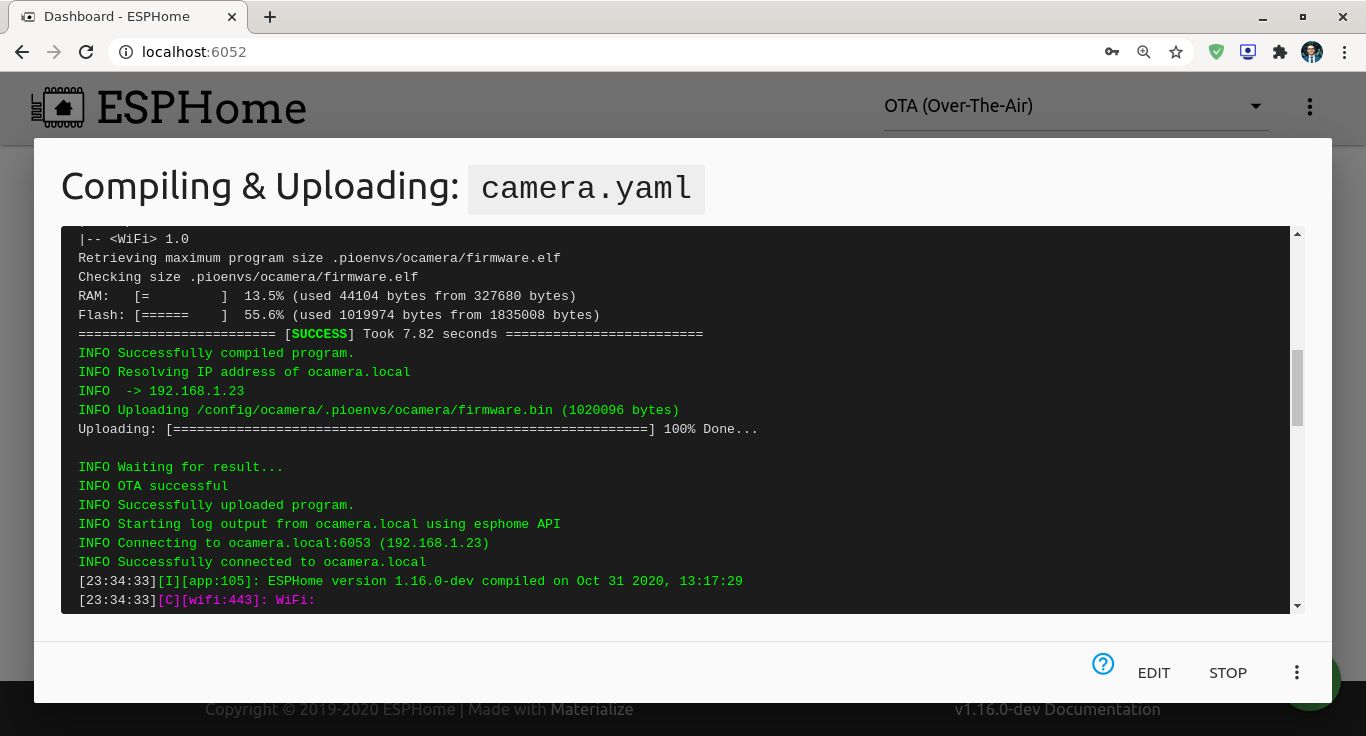 Dashboard - ESPHome
localhost:6052
ESPHome
OTA (Over-The-Air)
Compiling & Uploading: camera.yaml
|-- <WiFi> 1.0
Retrieving maximum program size .pioenvs/ocamera/firmware.elf
Checking size .pioenvs/ocamera/firmware.elf
RAM:   [=         ]  13.5% (used 44104 bytes from 327680 bytes)
Flash: [======    ]  55.6% (used 1019974 bytes from 1835008 bytes)
========================= [SUCCESS] Took 7.82 seconds =========================
INFO Successfully compiled program.
INFO Resolving IP address of ocamera.local
INFO  -> 192.168.1.23
INFO Uploading /config/ocamera/.pioenvs/ocamera/firmware.bin (1020096 bytes)
Uploading: [============================================================] 100% Done...
INFO Waiting for result...
INFO OTA successful
INFO Successfully uploaded program.
INFO Starting log output from ocamera.local using esphome API
INFO Connecting to ocamera.local:6053 (192.168.1.23)
INFO Successfully connected to ocamera.local
[23:34:33][I][app:105]: ESPHome version 1.16.0-dev compiled on Oct 31 2020, 13:17:29
[23:34:33][C][wifi:443]: WiFi:
EDIT STOP
Copyright © 2019-2020 ESPHome | Made with Materialize
v1.16.0-dev Documentation